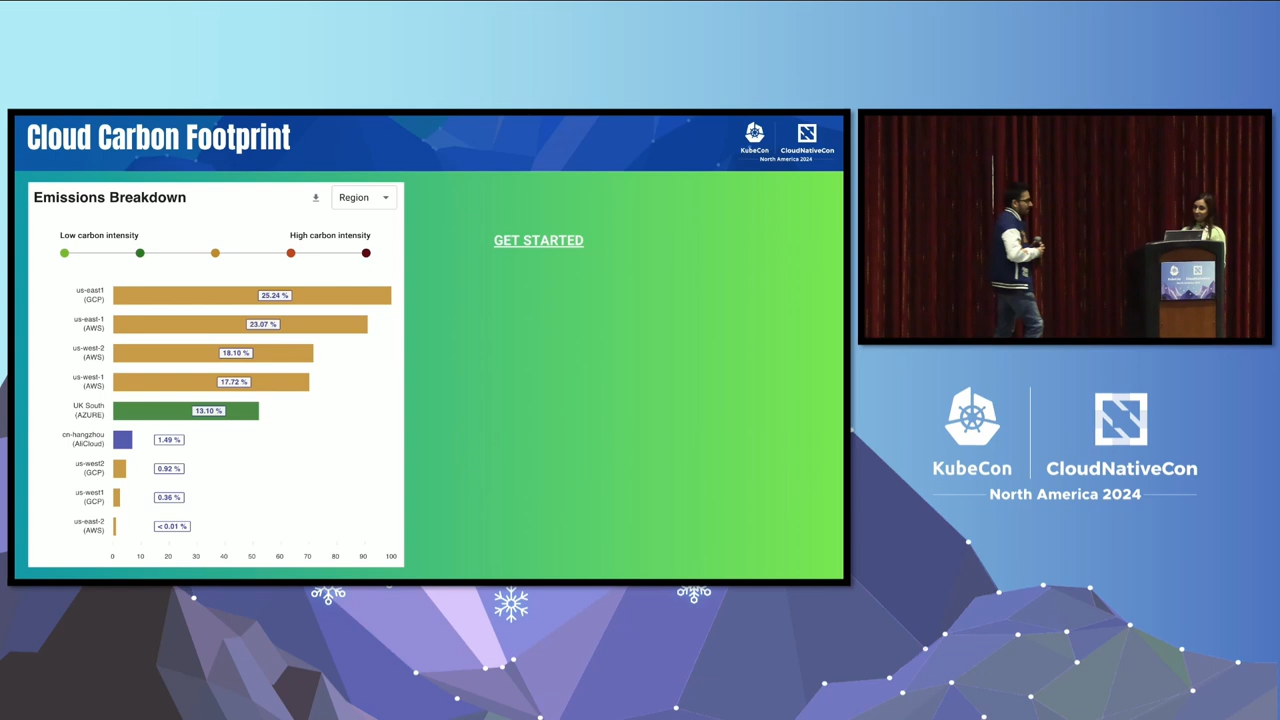 Cloud Carbon Footprint
KubeCon
CloudNativeCon
North America 2024
Emissions Breakdown
Region
Low carbon intensity
High carbon intensity
us-east1
(GCP)
25.24 %
us-east-1
(AWS)
23.07 %
us-west-2
(AWS)
18.10 %
us-west-1
(AWS)
17.72 %
UK South
(AZURE)
13.10 %
cn-hangzhou
(AliCloud)
1.49 %
us-west2
(GCP)
0.92 %
us-west1
(GCP)
0.36 %
us-east-2
(AWS)
< 0.01 %
0 10 20 30 40 50 60 70 80 90 100
GET STARTED
KubeCon
CloudNativeCon
North America 2024